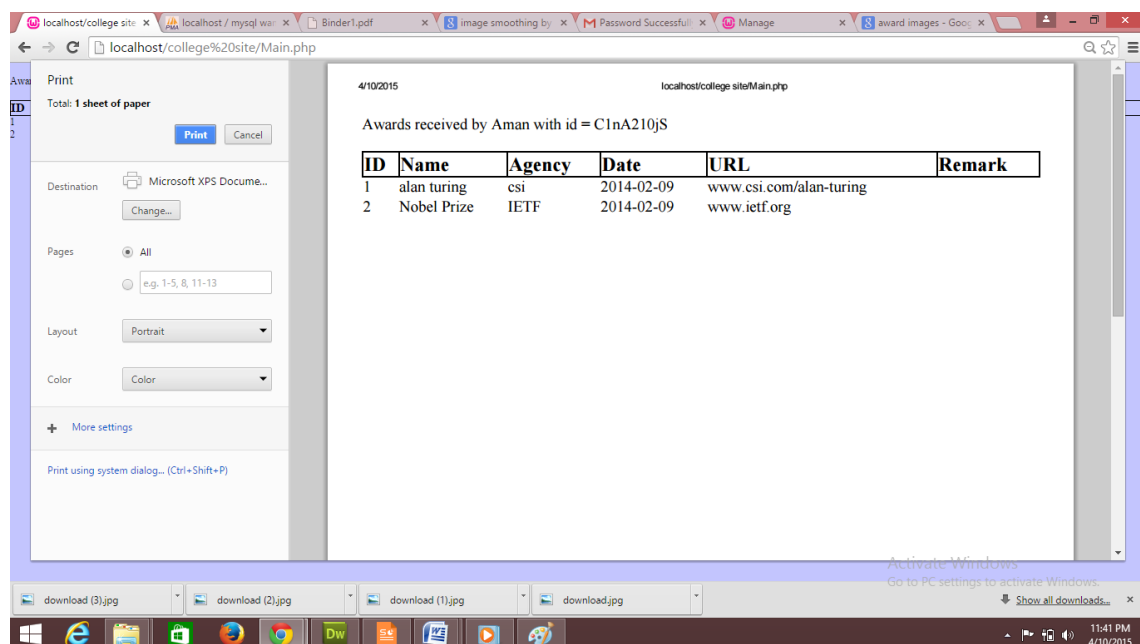 localhost/college site
localhost / mysql war
Binder1.pdf
image smoothing by
Password Successfull
Manage
award images - Goog
localhost/college%20site/Main.php
Print
Total: 1 sheet of paper
Print Cancel
Destination Microsoft XPS Docume...
Change...
Pages All
e.g. 1-5, 8, 11-13
Layout Portrait
Color Color
More settings
Print using system dialog... (Ctrl+Shift+P)
Awa
ID
1
2
4/10/2015 localhost/college site/Main.php
Awards received by Aman with id = C1nA210jS
ID Name Agency Date URL Remark
1 alan turing csi 2014-02-09 www.csi.com/alan-turing
2 Nobel Prize IETF 2014-02-09 www.ietf.org
Activate Windows
Go to PC settings to activate Windows.
download (3).jpg download (2).jpg download (1).jpg download.jpg Show all downloads...
Dw
11:41 PM
4/10/2015